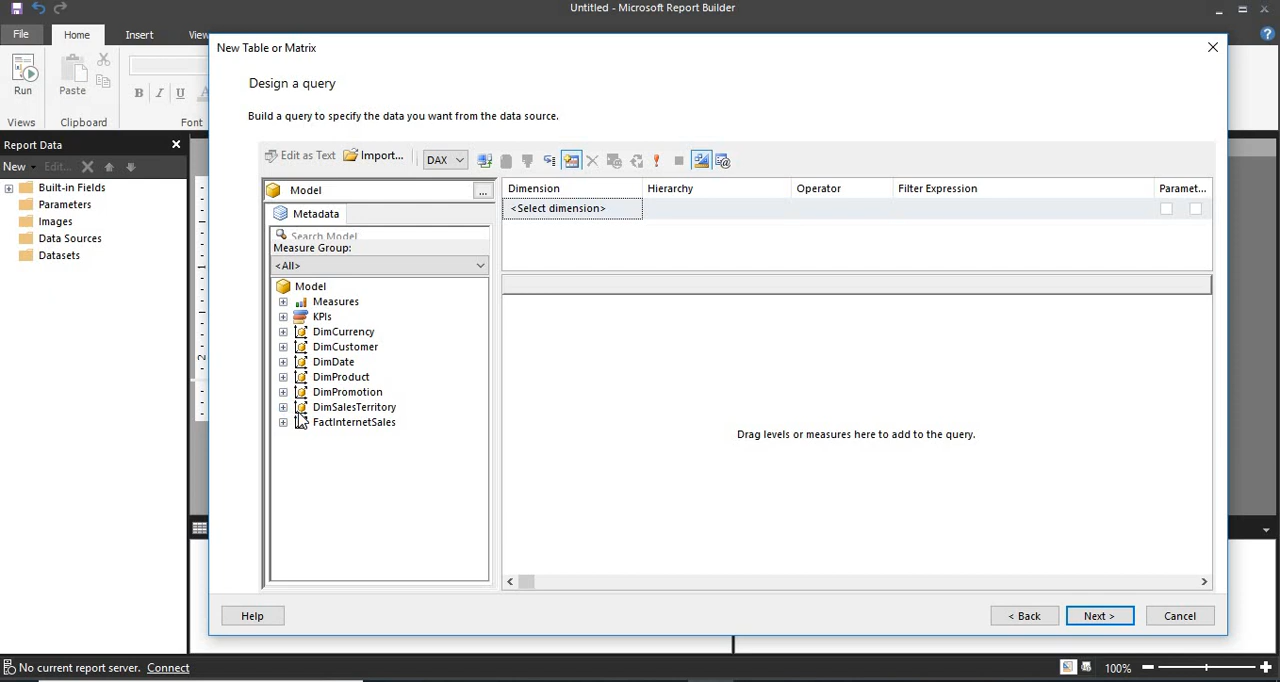 Untitled - Microsoft Report Builder
File
Home
Insert
View
Run
Paste
B I U A
Views
Clipboard
Font
Report Data
New
Edit...
Built-in Fields
Parameters
Images
Data Sources
Datasets
New Table or Matrix
Design a query
Build a query to specify the data you want from the data source.
Edit as Text
Import...
DAX
Model
...
Metadata
Search Model
Measure Group:
<All>
Model
Measures
KPIs
DimCurrency
DimCustomer
DimDate
DimProduct
DimPromotion
DimSalesTerritory
FactInternetSales
Dimension Hierarchy Operator Filter Expression Paramet...
<Select dimension>
Drag levels or measures here to add to the query.
Help
< Back
Next >
Cancel
1
2
No current report server. Connect
100%